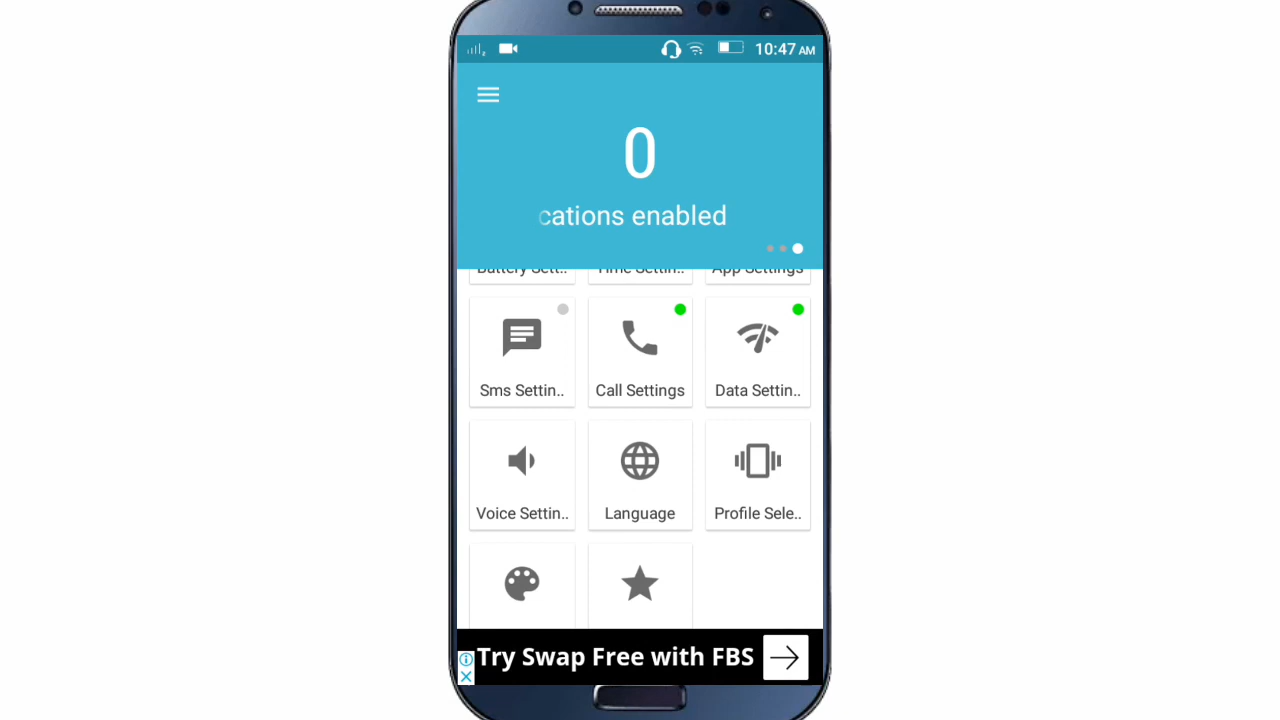 10:47 AM
0
cations enabled
Battery Sett.. Time Settin.. App Settings
Sms Settin.. Call Settings Data Settin..
Voice Settin.. Language Profile Sele..
Try Swap Free with FBS